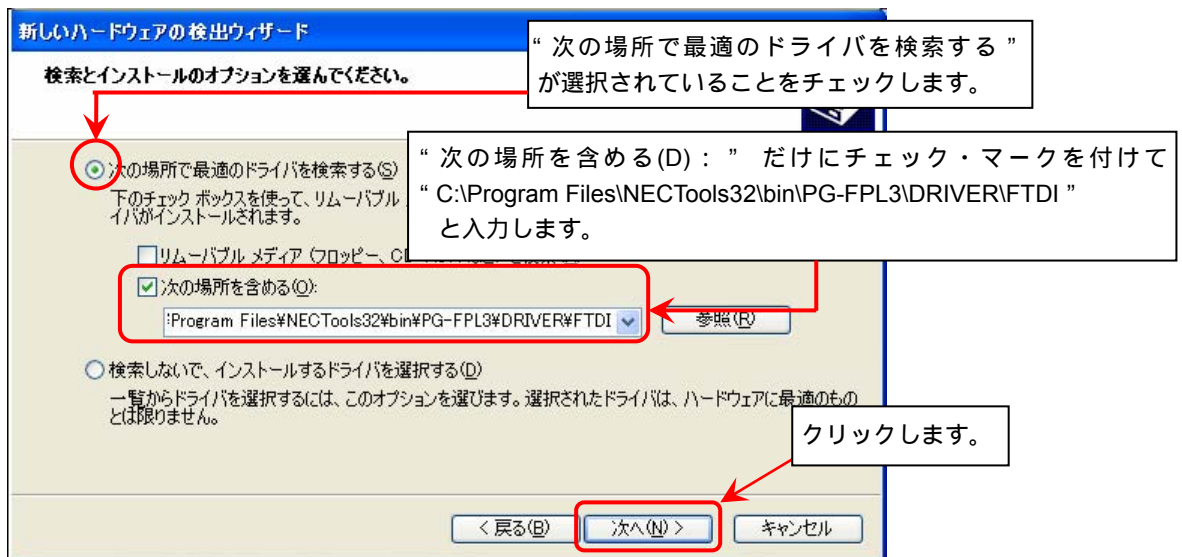 新しいハードウェアの検出ウィザード
“ 次の場所で最適のドライバを検索する ”
が選択されていることをチェックします。
検索とインストールのオプションを選んでください。
“ 次の場所を含める(D) : ” だけにチェック・マークを付けて
“ C:\Program Files\NECTools32\bin\PG-FPL3\DRIVER\FTDI ”
と入力します。
次の場所で最適のドライバを検索する(S)
下のチェック ボックスを使って、リムーバブル
イバがインストールされます。
リムーバブル メディア (フロッピー、
次の場所を含める(O):
:Program Files¥NECTools32¥bin¥PG-FPL3¥DRIVER¥FTDI
参照(R)
検索しないで、インストールするドライバを選択する(D)
一覧からドライバを選択するには、このオプションを選びます。選択されたドライバは、ハードウェアに最適のもの
とは限りません。
クリックします。
< 戻る(B)
次へ(N) >
キャンセル